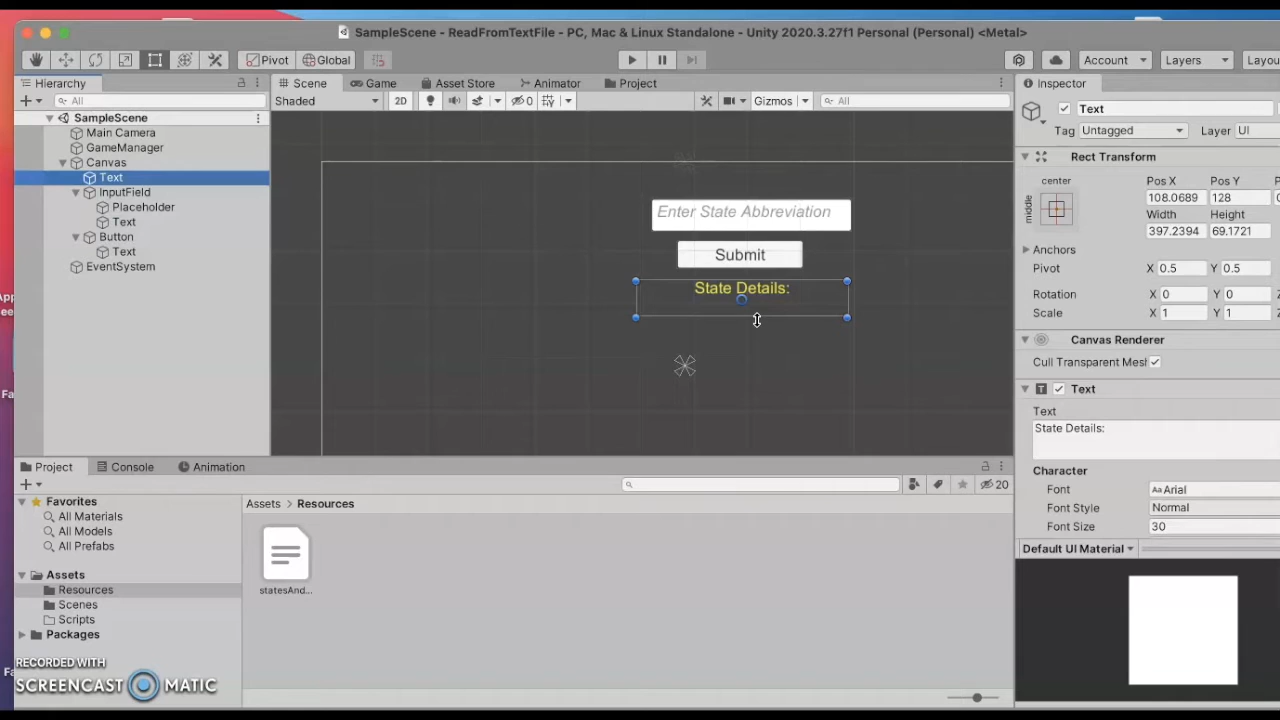 SampleScene - ReadFromTextFile - PC, Mac & Linux Standalone - Unity 2020.3.27f1 Personal (Personal) <Metal>
Pivot Global Account Layers Layou
Hierarchy
All
SampleScene
Main Camera
GameManager
Canvas
Text
InputField
Placeholder
Text
Button
Text
EventSystem
Scene Game Asset Store Animator Project
Shaded 2D 0 Gizmos All
Enter State Abbreviation
Submit
State Details:
Inspector
Text
Tag Untagged Layer UI
Rect Transform
center Pos X Pos Y P
middle 108.0689 128 0
Width Height
397.2394 69.1721
Anchors
Pivot X 0.5 Y 0.5
Rotation X 0 Y 0 Z
Scale X 1 Y 1 Z
Canvas Renderer
Cull Transparent Mesl
Text
Text
State Details:
Character
Font Aa Arial
Font Style Normal
Font Size 30
Default UI Material
Project Console Animation
20
Favorites
All Materials
All Models
All Prefabs
Assets
Resources
Scenes
Scripts
Packages
Assets > Resources
statesAnd...
RECORDED WITH
SCREENCAST MATIC